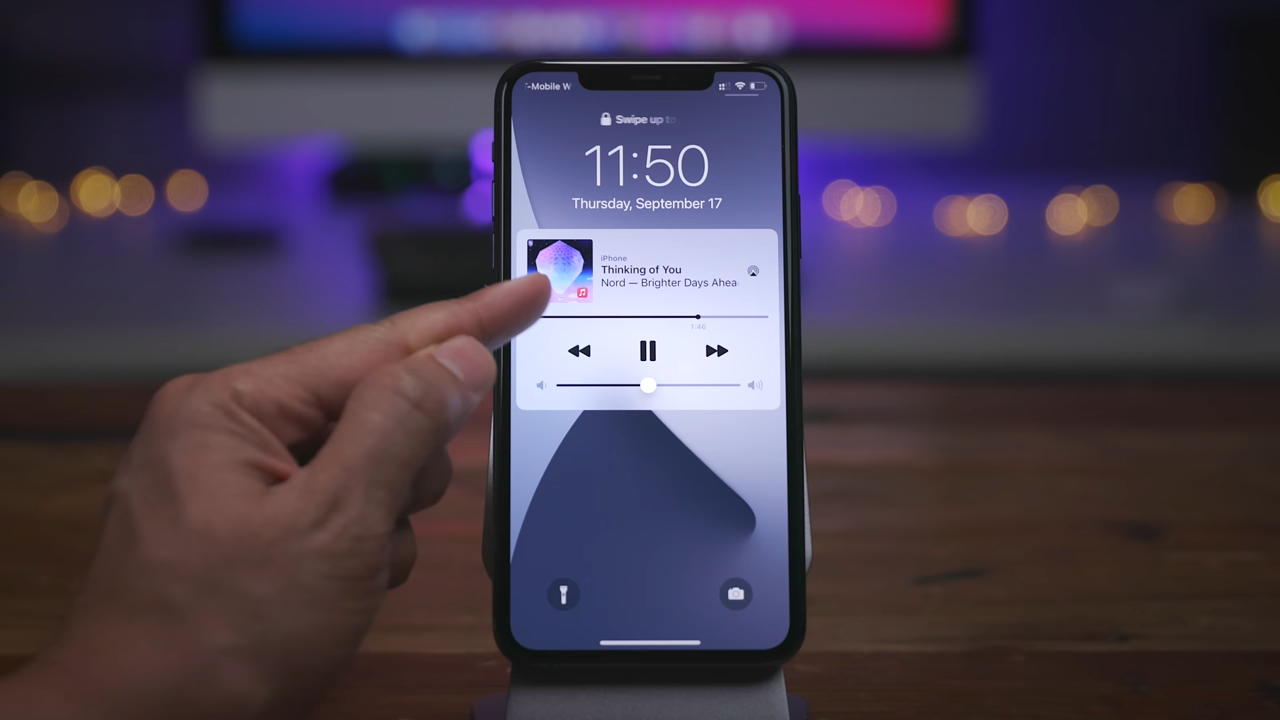 -Mobile W
Swipe up to
11:50
Thursday, September 17
iPhone
Thinking of You
Nord — Brighter Days Ahea
1:46